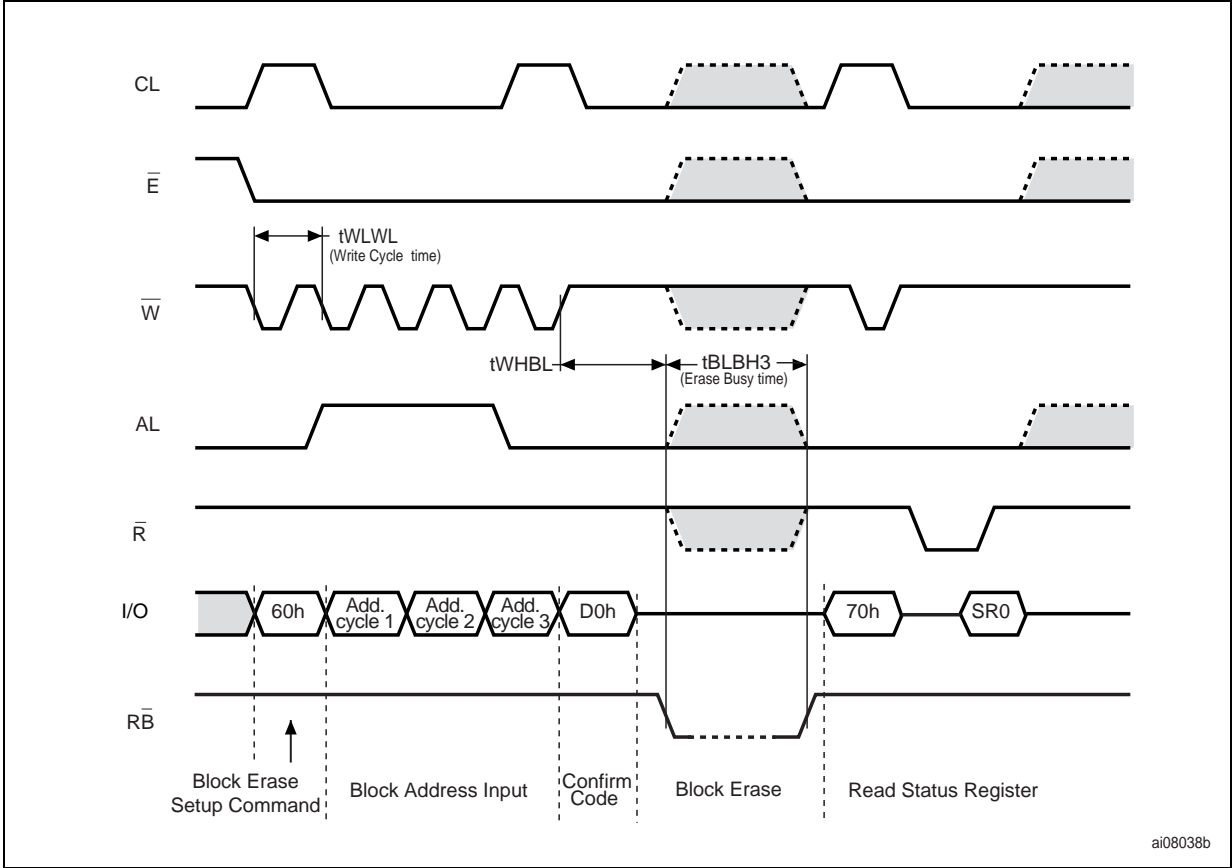 CL
E
tWLWL
(Write Cycle time)
W
tWHBL
tBLBH3
(Erase Busy time)
AL
R
I/O
60h
Add.
cycle 1
Add.
cycle 2
Add.
cycle 3
D0h
70h
SR0
RB
Block Erase
Setup Command
Block Address Input
Confirm
Code
Block Erase
Read Status Register
ai08038b